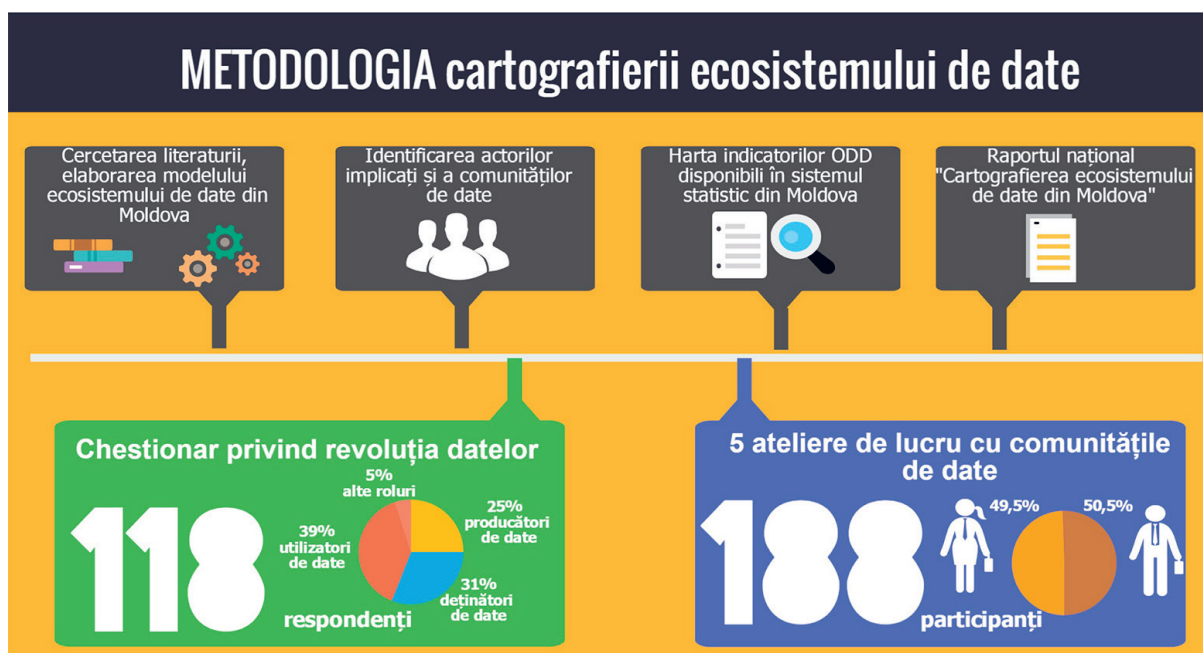 METODOLOGIA cartografierii ecosistemului de date
Cercetarea literaturii,
elaborarea modelului
ecosistemului de date din
Moldova
Identificarea actorilor
implicați și a comunităților
de date
Harta indicatorilor ODD
disponibili în sistemul
statistic din Moldova
Raportul național
"Cartografierea ecosistemului
de date din Moldova"
Chestionar privind revoluția datelor
118
respondenți
5%
alte roluri
25%
producători
de date
39%
utilizatori
de date
31%
deținători
de date
5 ateliere de lucru cu comunitățile
de date
188
participanți
49,5%
50,5%